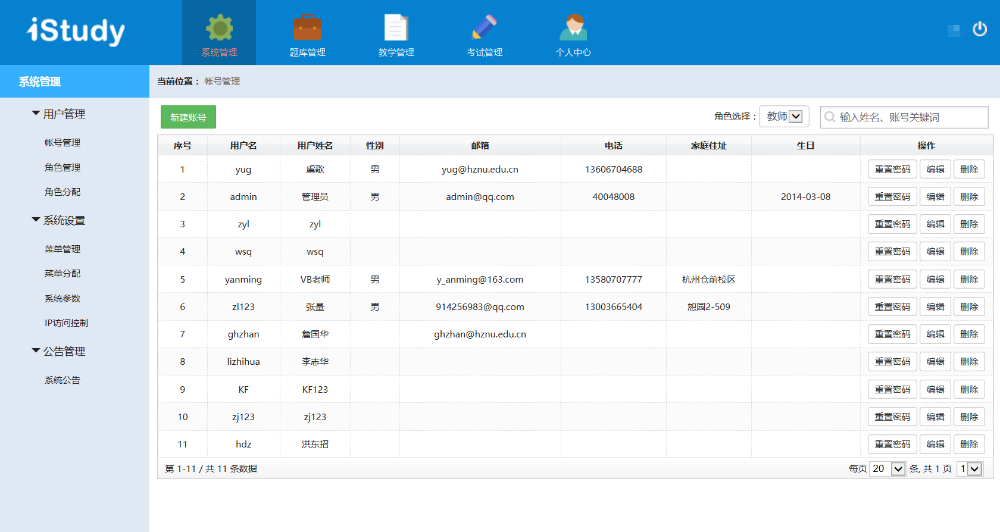 iStudy
系统管理 题库管理 教学管理 考试管理 个人中心
系统管理
当前位置： 帐号管理
用户管理
帐号管理
角色管理
角色分配
系统设置
菜单管理
菜单分配
系统参数
IP访问控制
公告管理
系统公告
新建账号 角色选择： 教师 输入姓名、账号关键词
序号 用户名 用户姓名 性别 邮箱 电话 家庭住址 生日 操作
1 yug 虞歌 男 yug@hznu.edu.cn 13606704688 重置密码 编辑 删除
2 admin 管理员 男 admin@qq.com 40048008 2014-03-08 重置密码 编辑 删除
3 zyl zyl 重置密码 编辑 删除
4 wsq wsq 重置密码 编辑 删除
5 yanming VB老师 男 y_anming@163.com 13580707777 杭州仓前校区 重置密码 编辑 删除
6 zl123 张量 男 914256983@qq.com 13003665404 恕园2-509 重置密码 编辑 删除
7 ghzhan 詹国华 ghzhan@hznu.edu.cn 重置密码 编辑 删除
8 lizhihua 李志华 重置密码 编辑 删除
9 KF KF123 重置密码 编辑 删除
10 zj123 zj123 重置密码 编辑 删除
11 hdz 洪东招 重置密码 编辑 删除
第 1-11 / 共 11 条数据 每页 20 条, 共 1 页 1